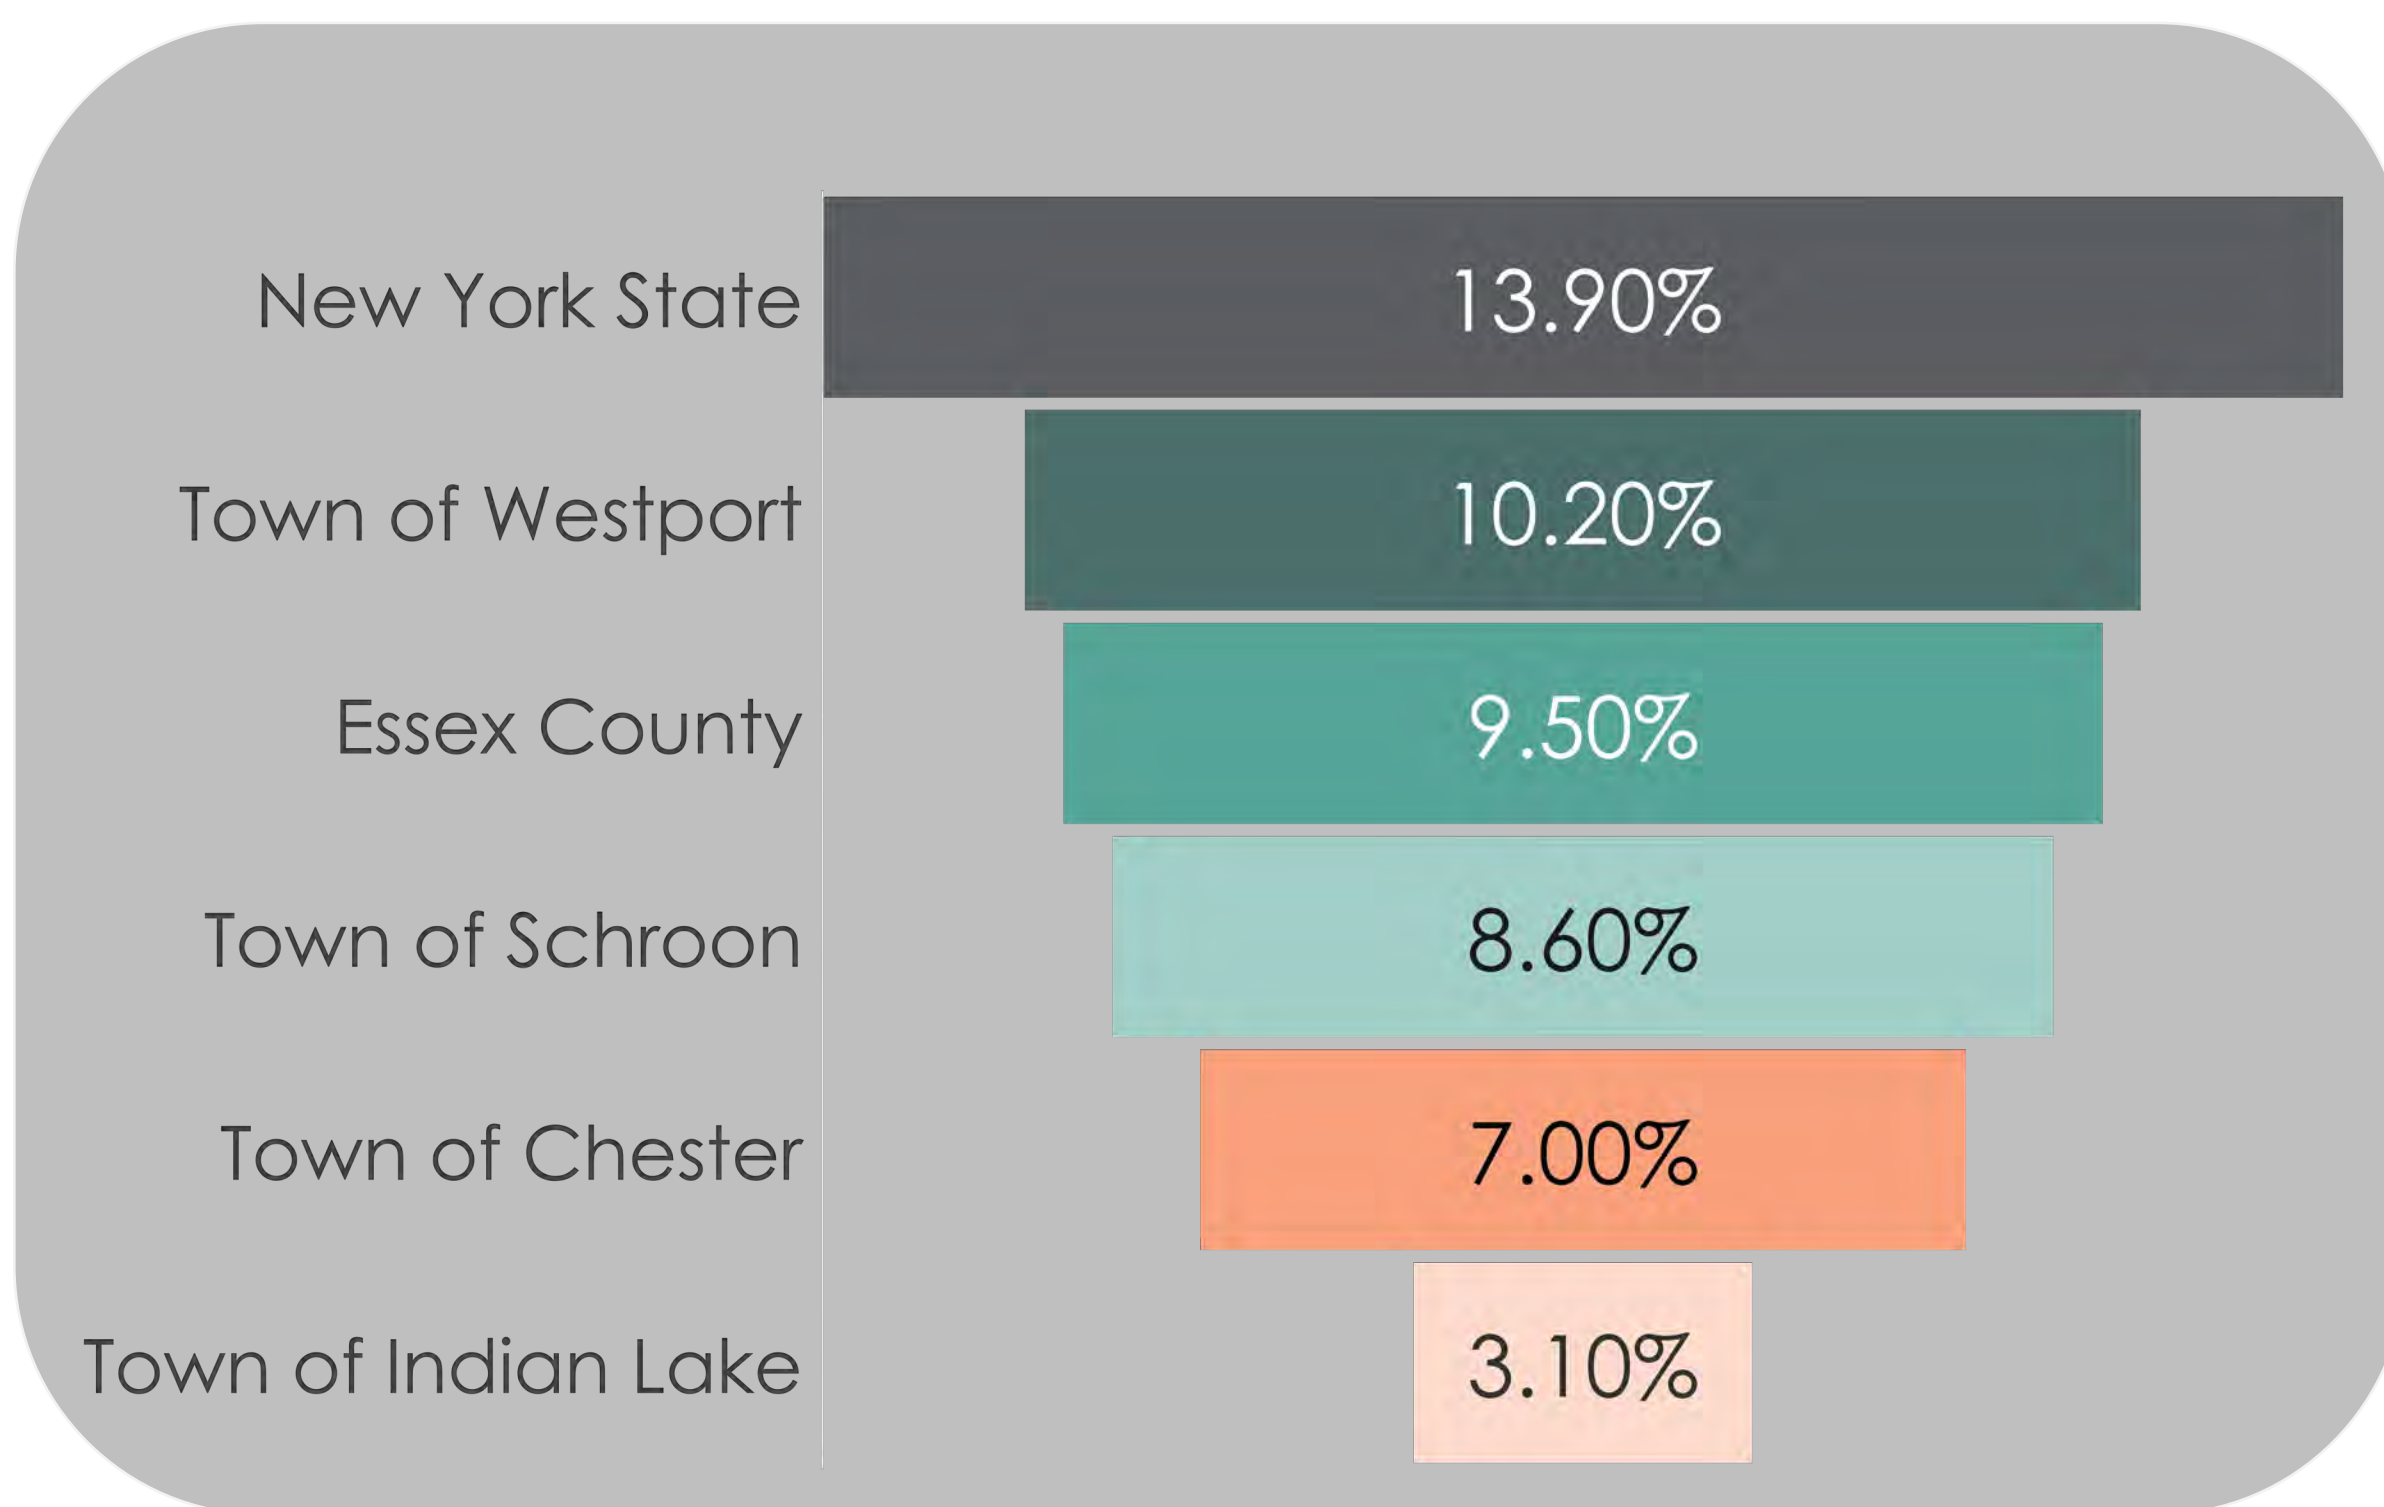 New York State 13.90%
Town of Westport 10.20%
Essex County 9.50%
Town of Schroon 8.60%
Town of Chester 7.00%
Town of Indian Lake 3.10%